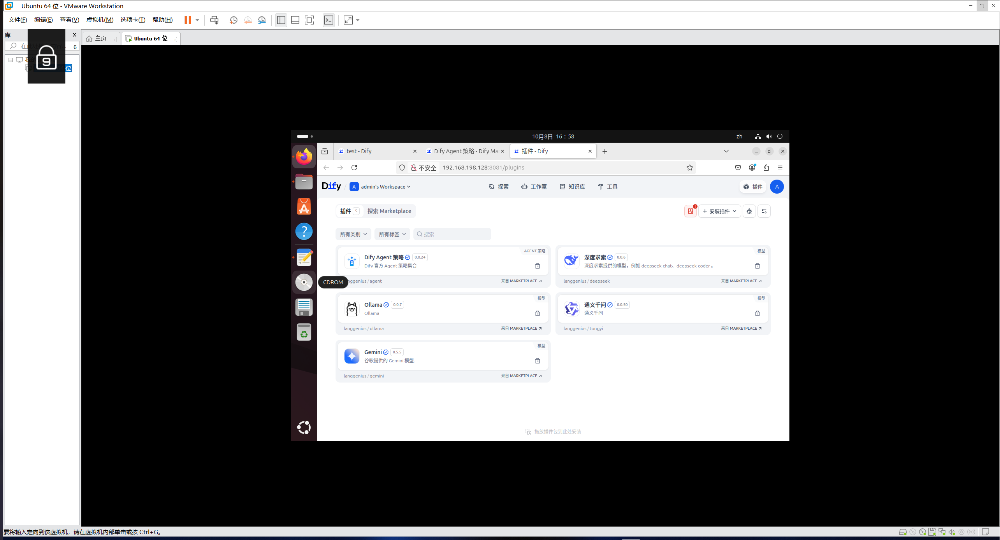 Ubuntu 64 位 - VMware Workstation
文件(F) 编辑(E) 查看(V) 虚拟机(M) 选项卡(T) 帮助(H)
库
主页
Ubuntu 64 位
在
6
我的
9
位
10月8日 16：58
zh
test - Dify
Dify Agent 策略 - Dify Ma
插件 - Dify
不安全
192.168.198.128:8081/plugins
Dify / A admin's Workspace
探索
工作室
知识库
工具
插件
A
插件 5
探索 Marketplace
安装插件
所有类别
所有标签
搜索
AGENT 策略
Dify Agent 策略 0.0.24
Dify 官方 Agent 策略集合
nggenius / agent
来自 MARKETPLACE
模型
深度求索 0.0.6
深度求索提供的模型，例如 deepseek-chat、deepseek-coder 。
langgenius / deepseek
来自 MARKETPLACE
CDROM
模型
Ollama 0.0.7
Ollama
langgenius / ollama
来自 MARKETPLACE
模型
通义千问 0.0.50
通义千问
langgenius / tongyi
来自 MARKETPLACE
模型
Gemini 0.5.5
谷歌提供的 Gemini 模型.
langgenius / gemini
来自 MARKETPLACE
拖放插件包到此处安装
要将输入定向到该虚拟机，请在虚拟机内部单击或按 Ctrl+G。